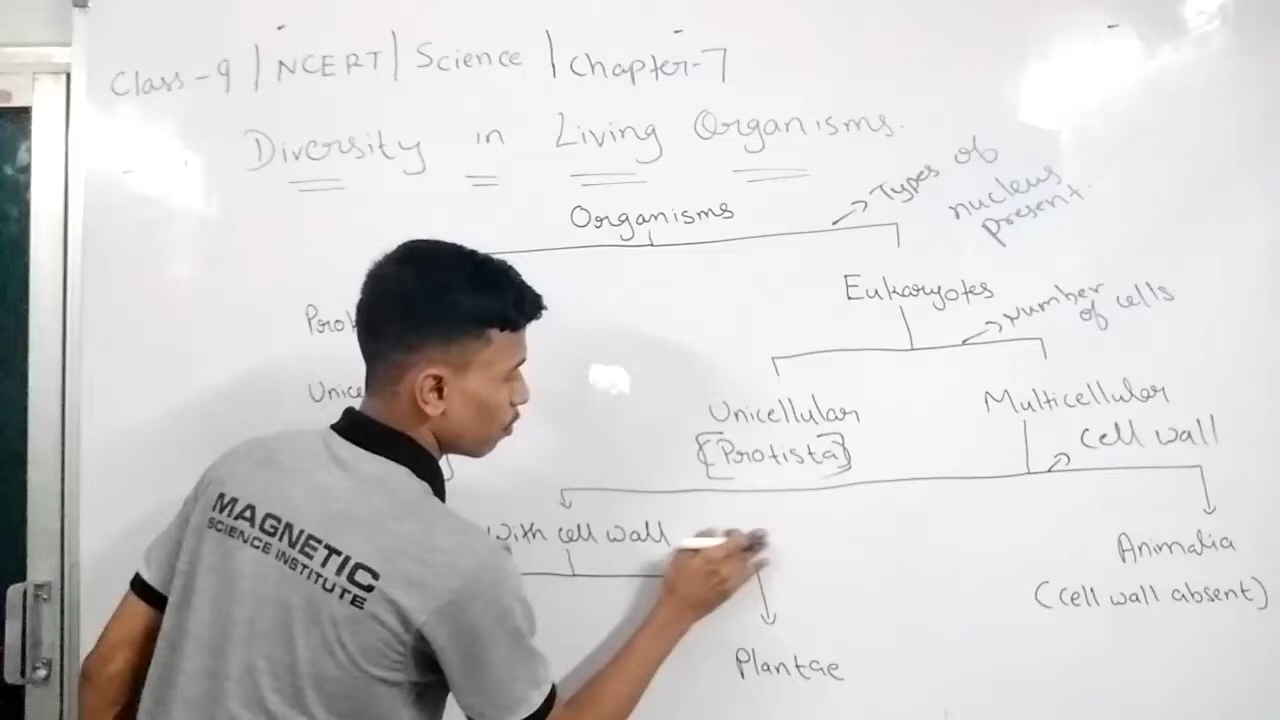 Class-9 | NCERT | Science | Chapter-7
Diversity in Living Organisms.
Organisms
Types of
nucleus
present.
Eukaryotes
Number
of cells
Unicellular
{Protista}
Multicellular
Cell wall
With cell wall
Animalia
(cell wall absent)
Plantae
MAGNETIC
SCIENCE INSTITUTE